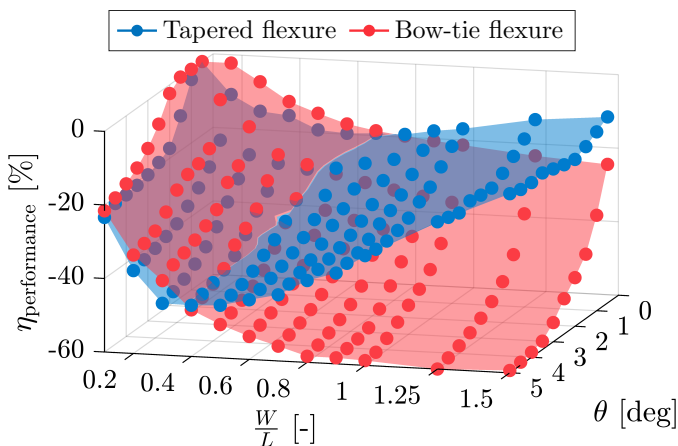 Tapered flexure Bow-tie flexure
0
-20
-40
-60
η_performance [%]
0.2 0.4 0.6 0.8 1 1.25 1.5
W/L [-]
0
1
2
3
4
5
θ [deg]